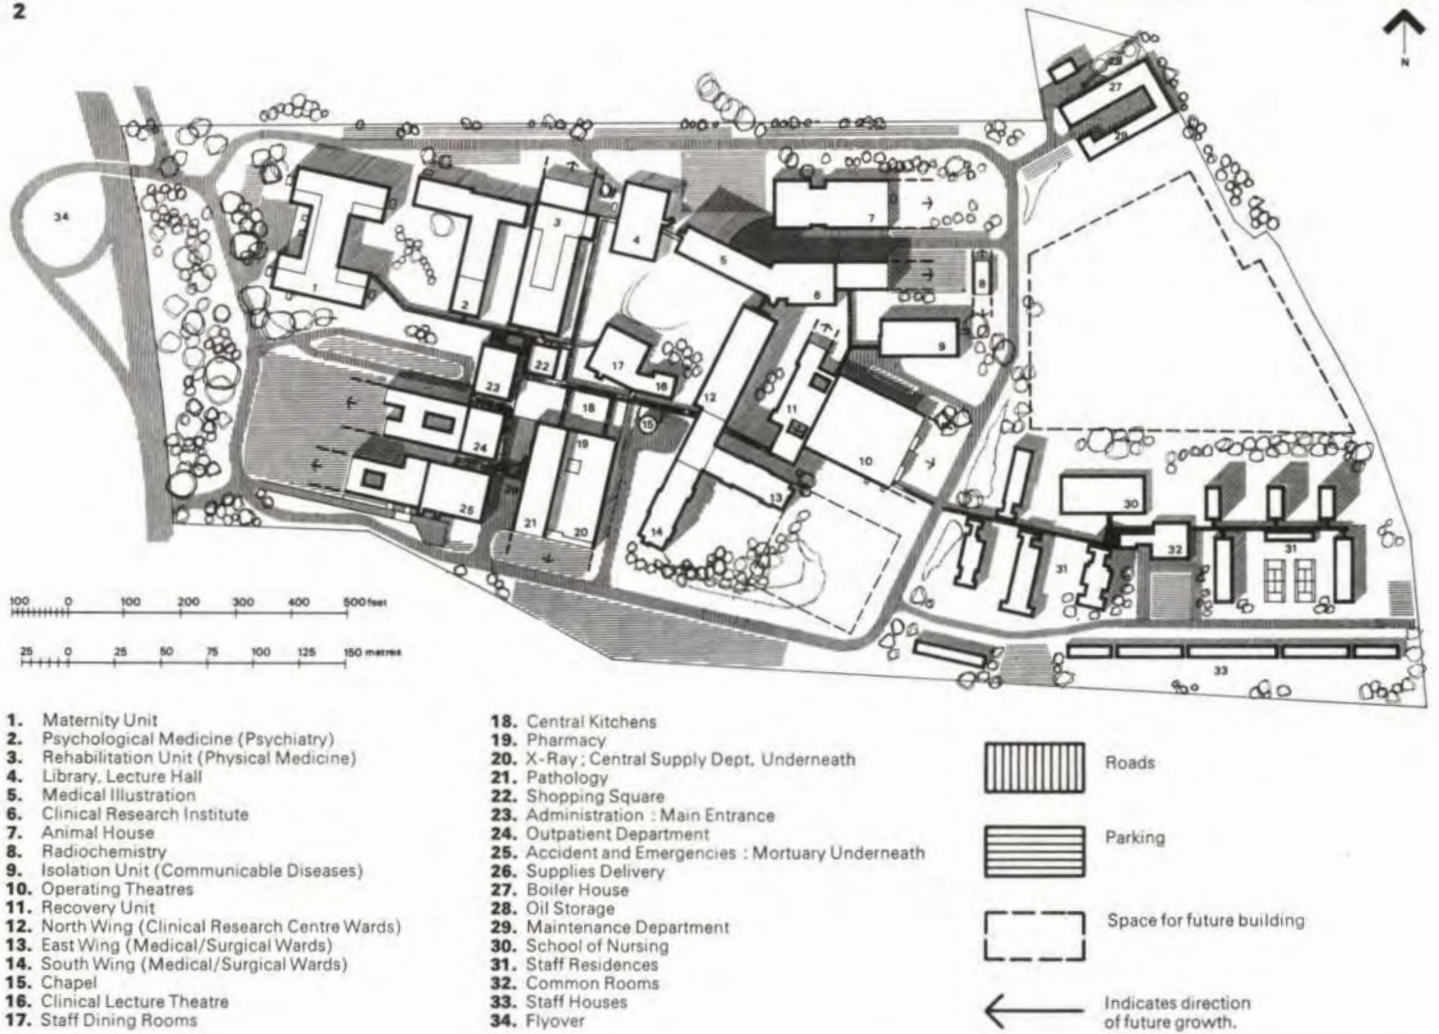 2
N
27
28
29
34
1
2
3
4
5
6
7
8
9
10
11
12
13
14
15
16
17
18
19
20
21
22
23
24
25
30
31
31
32
33
100 0 100 200 300 400 500 feet
25 0 25 50 75 100 125 150 metres
1. Maternity Unit
2. Psychological Medicine (Psychiatry)
3. Rehabilitation Unit (Physical Medicine)
4. Library. Lecture Hall
5. Medical Illustration
6. Clinical Research Institute
7. Animal House
8. Radiochemistry
9. Isolation Unit (Communicable Diseases)
10. Operating Theatres
11. Recovery Unit
12. North Wing (Clinical Research Centre Wards)
13. East Wing (Medical/Surgical Wards)
14. South Wing (Medical/Surgical Wards)
15. Chapel
16. Clinical Lecture Theatre
17. Staff Dining Rooms
18. Central Kitchens
19. Pharmacy
20. X-Ray; Central Supply Dept. Underneath
21. Pathology
22. Shopping Square
23. Administration : Main Entrance
24. Outpatient Department
25. Accident and Emergencies : Mortuary Underneath
26. Supplies Delivery
27. Boiler House
28. Oil Storage
29. Maintenance Department
30. School of Nursing
31. Staff Residences
32. Common Rooms
33. Staff Houses
34. Flyover
Roads
Parking
Space for future building
Indicates direction
of future growth.